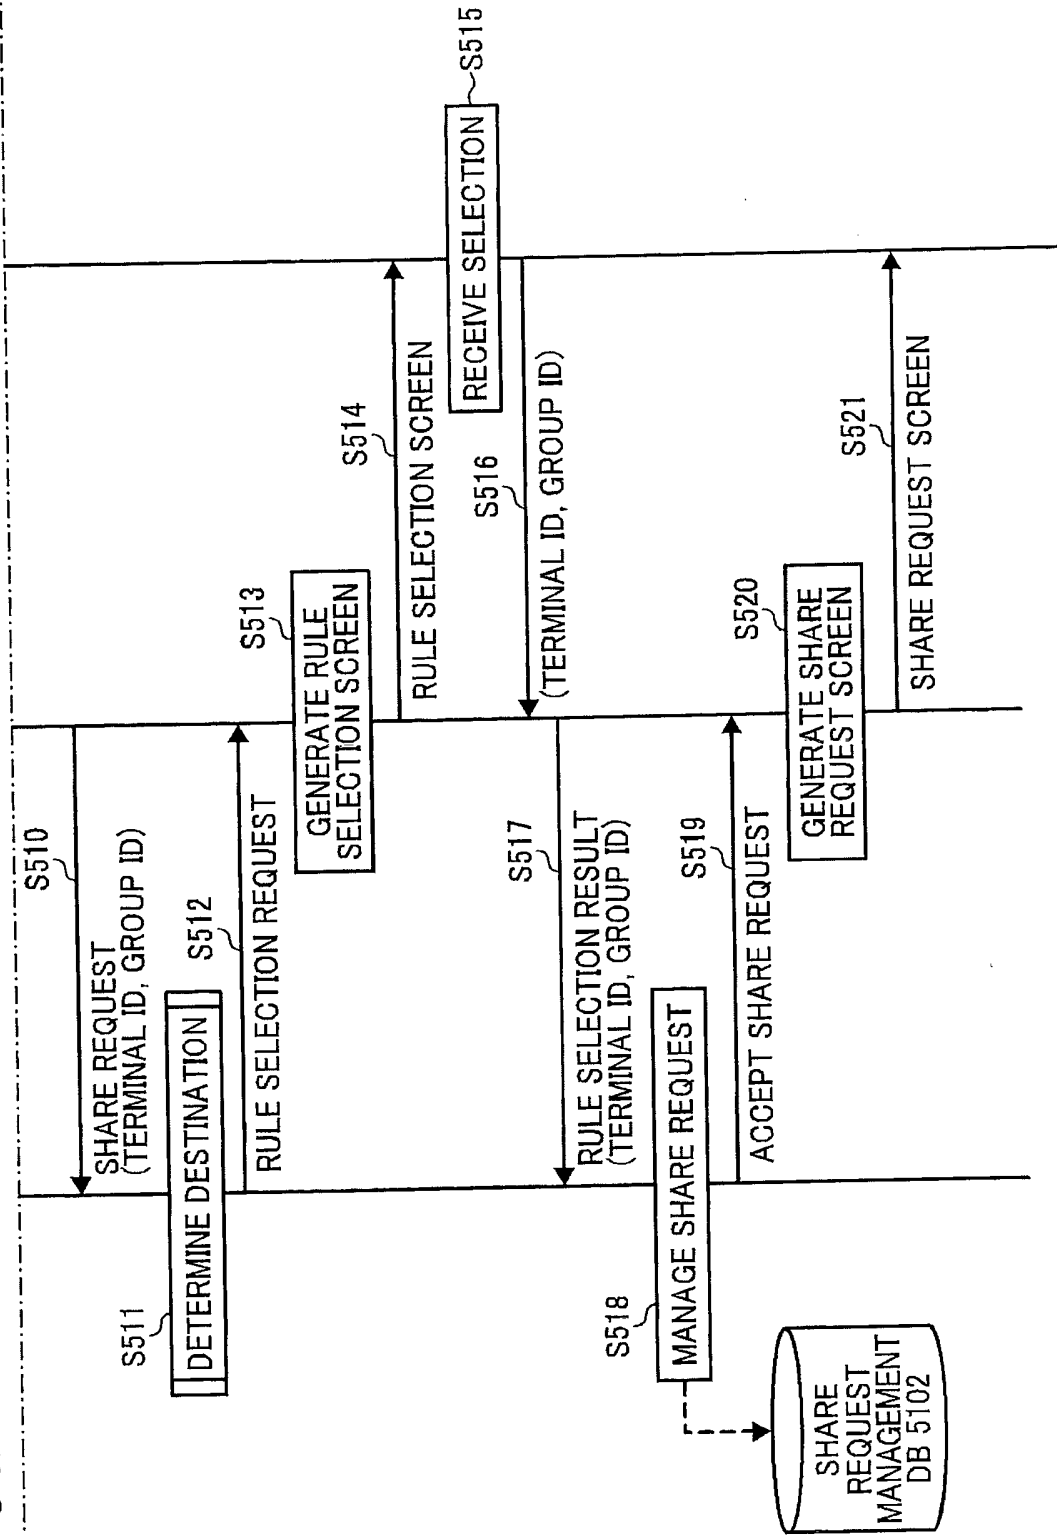 S510
SHARE REQUEST
(TERMINAL ID, GROUP ID)
S511
DETERMINE DESTINATION
S512
RULE SELECTION REQUEST
S513
GENERATE RULE
SELECTION SCREEN
S514
RULE SELECTION SCREEN
RECEIVE SELECTION
S515
S516
(TERMINAL ID, GROUP ID)
S517
RULE SELECTION RESULT
(TERMINAL ID, GROUP ID)
S518
MANAGE SHARE REQUEST
S519
ACCEPT SHARE REQUEST
SHARE
REQUEST
MANAGEMENT
DB 5102
S520
GENERATE SHARE
REQUEST SCREEN
S521
SHARE REQUEST SCREEN